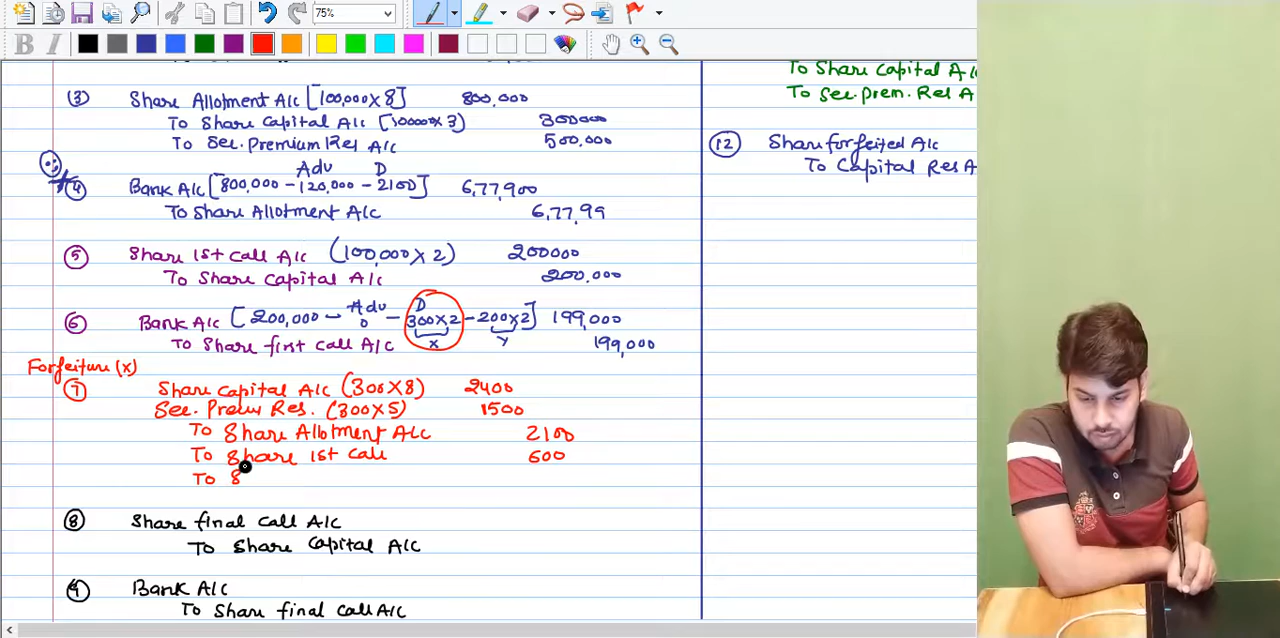 75%
B I
(3) Share Allotment A/c [100,000 X 8] 800,000
To Share Capital A/c [100000 X 3] 300000
To Sec. Premium Res A/c 500,000
Adv D
(4) Bank A/c [800,000 - 120,000 - 2100] 6,77,900
To Share Allotment A/c 6,77,99
(5) Share 1st Call A/c (100,000 X 2) 200000
To Share Capital A/c 200,000
Adv D
(6) Bank A/c [200,000 - 0 - 300X2 - 200X2] 199,000
x y
To Share first call A/c 199,000
Forfeiture (x)
(7) Share Capital A/c (300 X 8) 2400
Sec. Prem Res. (300 X 5) 1500
To Share Allotment A/c 2100
To Share 1st Call 600
To S
(8) Share final call A/c
To Share Capital A/c
(9) Bank A/c
To Share final call A/c
To Share Capital A/c
To Sec. Prem. Res A
(12) Share forfeited A/c
To Capital Res A